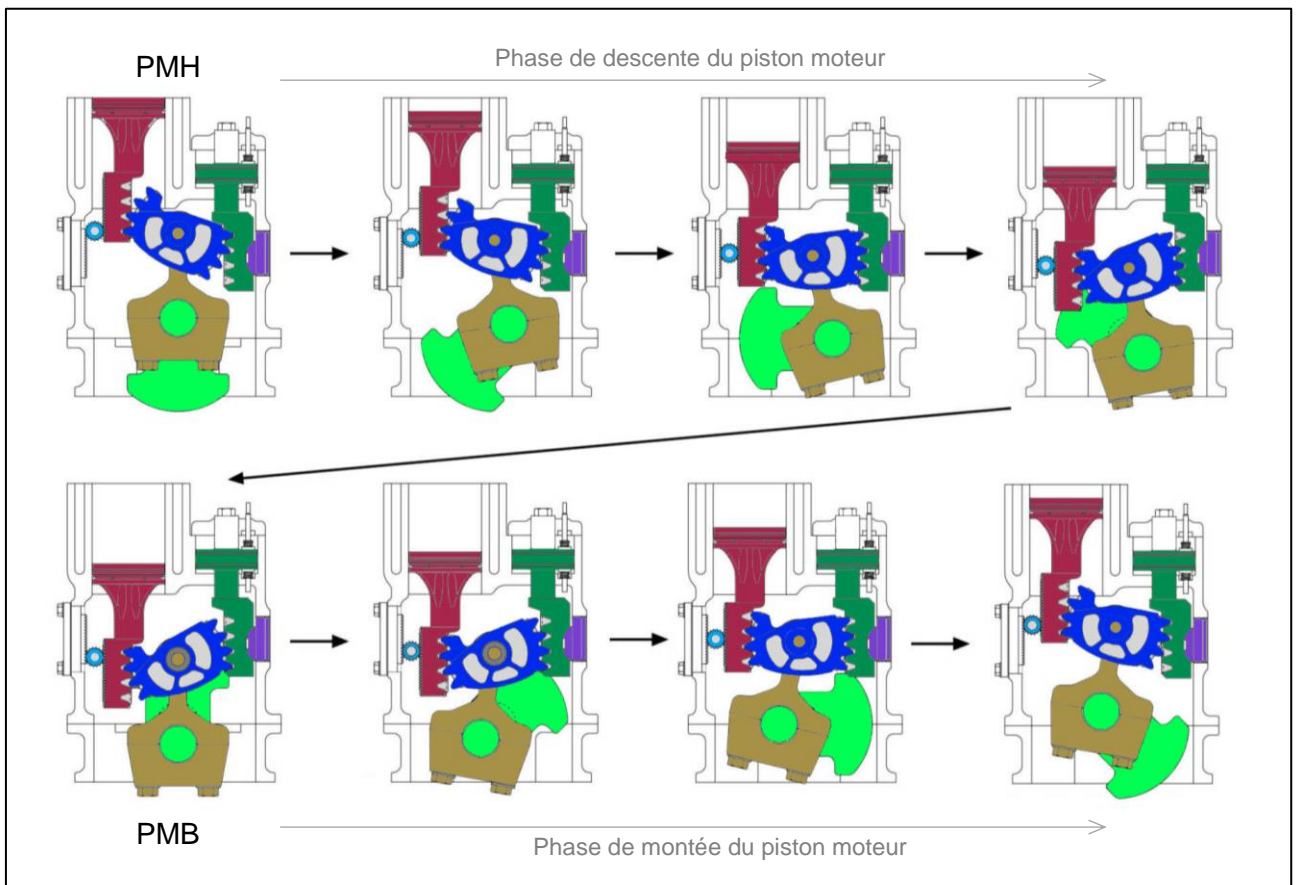 PMH
Phase de descente du piston moteur
PMB
Phase de montée du piston moteur